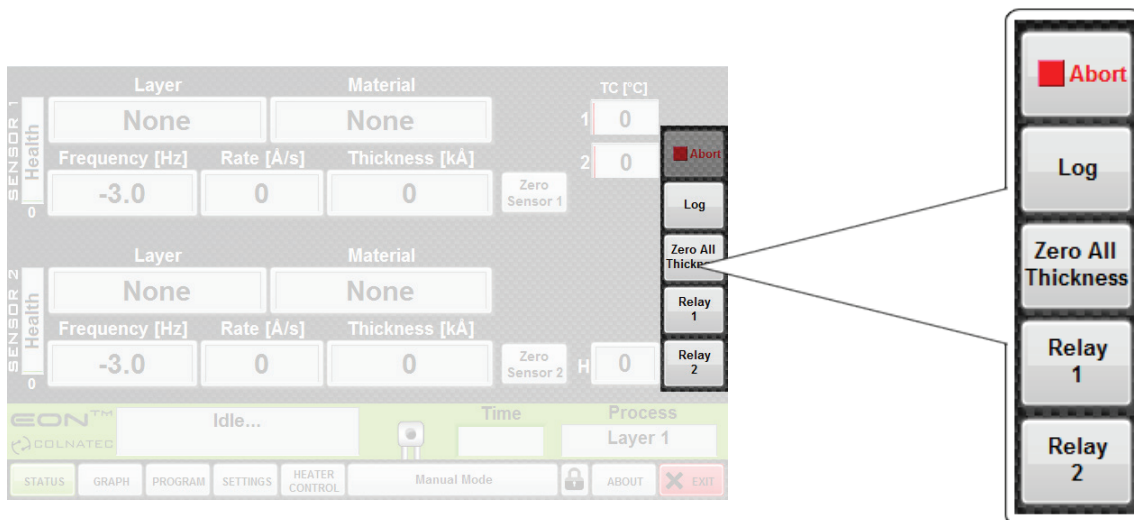 Layer Material TC [°C]
SENSOR 1
Health
None None 1 0
Frequency [Hz] Rate [Å/s] Thickness [kÅ] 2 0
-3.0 0 0
Zero
Sensor 1
0
Layer Material
SENSOR 2
Health
None None
Frequency [Hz] Rate [Å/s] Thickness [kÅ]
-3.0 0 0
Zero
Sensor 2
H 0
0
Abort
Log
Zero All
Thickness
Relay
1
Relay
2
EON™
COLNATEC
Idle...
Time
Process
Layer 1
STATUS GRAPH PROGRAM SETTINGS
HEATER
CONTROL
Manual Mode ABOUT EXIT
Abort
Log
Zero All
Thickness
Relay
1
Relay
2